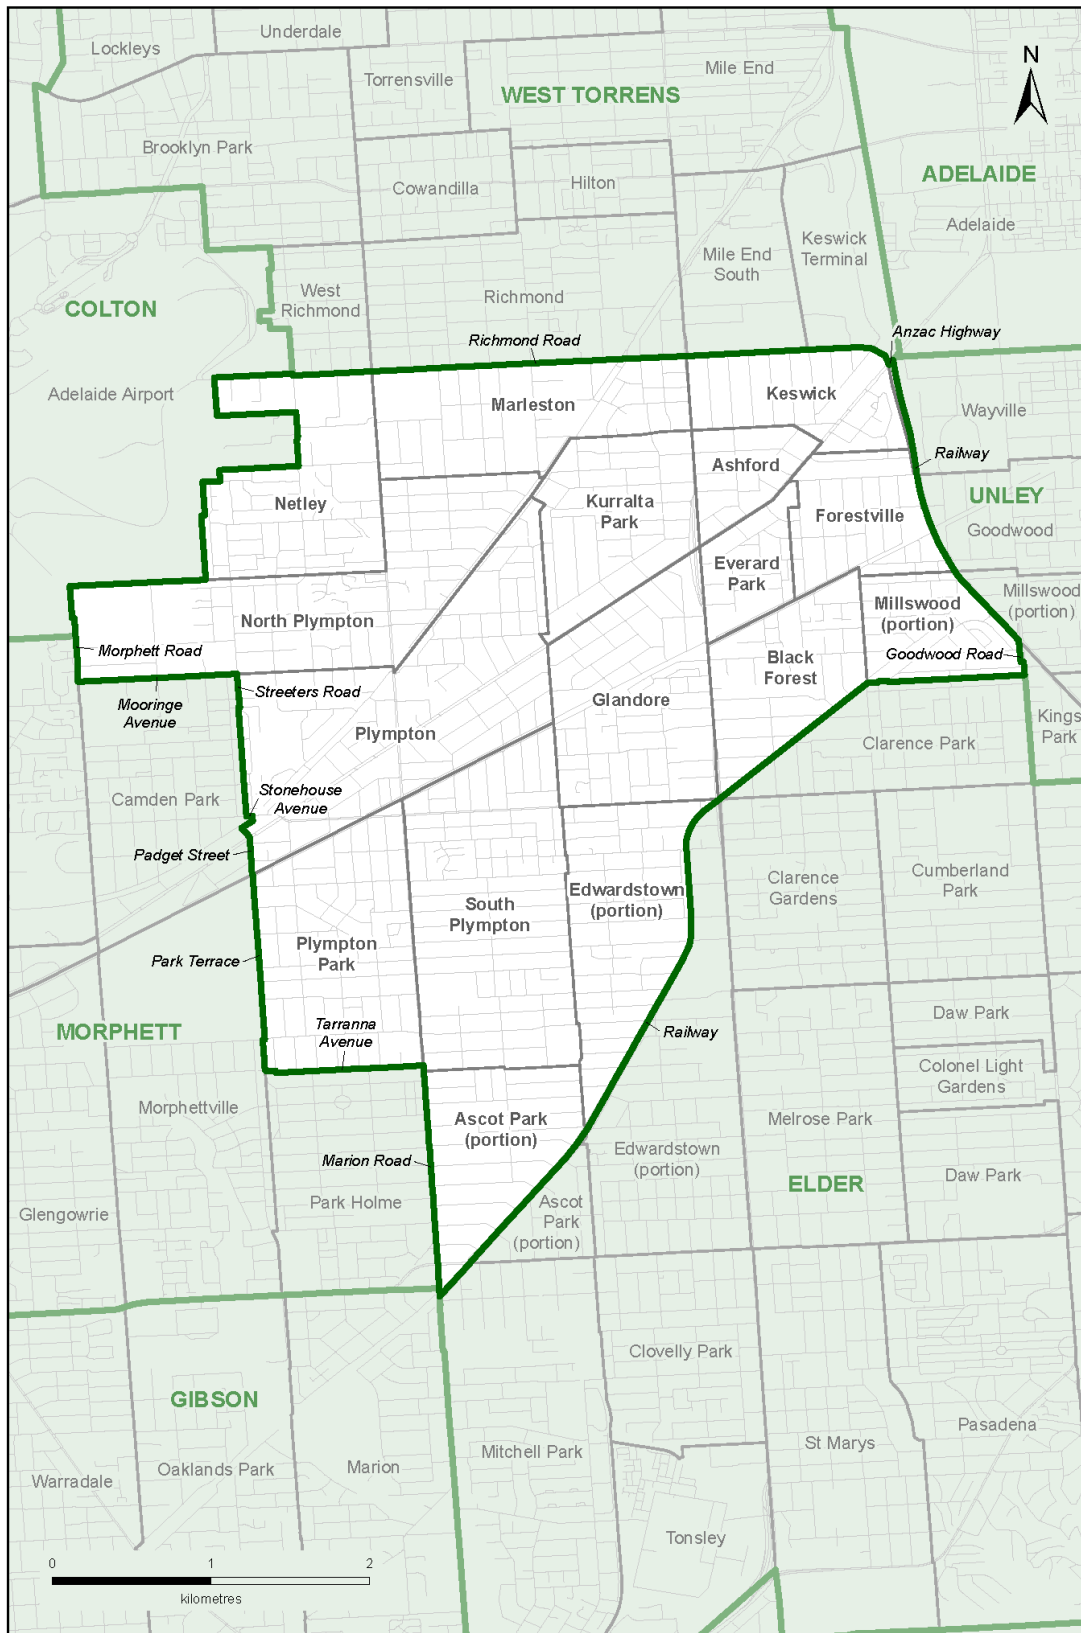 Underdale
Lockleys
Mile End
Torrensville
WEST TORRENS
N
Brooklyn Park
ADELAIDE
Cowandilla
Hilton
Adelaide
Keswick
Terminal
Mile End
South
West
Richmond
Richmond
COLTON
Anzac Highway
Richmond Road
Adelaide Airport
Keswick
Marleston
Wayville
Railway
Ashford
UNLEY
Netley
Kurralta
Park
Forestville
Goodwood
Everard
Park
Millswood
(portion)
Millswood
(portion)
North Plympton
Morphett Road
Goodwood Road
Black
Forest
Streeters Road
Mooringe
Avenue
Glandore
Kings
Park
Plympton
Clarence Park
Stonehouse
Avenue
Camden Park
Padget Street
Clarence
Gardens
Cumberland
Park
Edwardstown
(portion)
South
Plympton
Plympton
Park
Park Terrace
Daw Park
MORPHETT
Tarranna
Avenue
Railway
Colonel Light
Gardens
Morphettville
Ascot Park
(portion)
Melrose Park
Edwardstown
(portion)
Marion Road
Daw Park
ELDER
Park Holme
Ascot
Park
(portion)
Glengowrie
Clovelly Park
GIBSON
Pasadena
St Marys
Mitchell Park
Oaklands Park
Marion
Warradale
Tonsley
0 1 2
kilometres